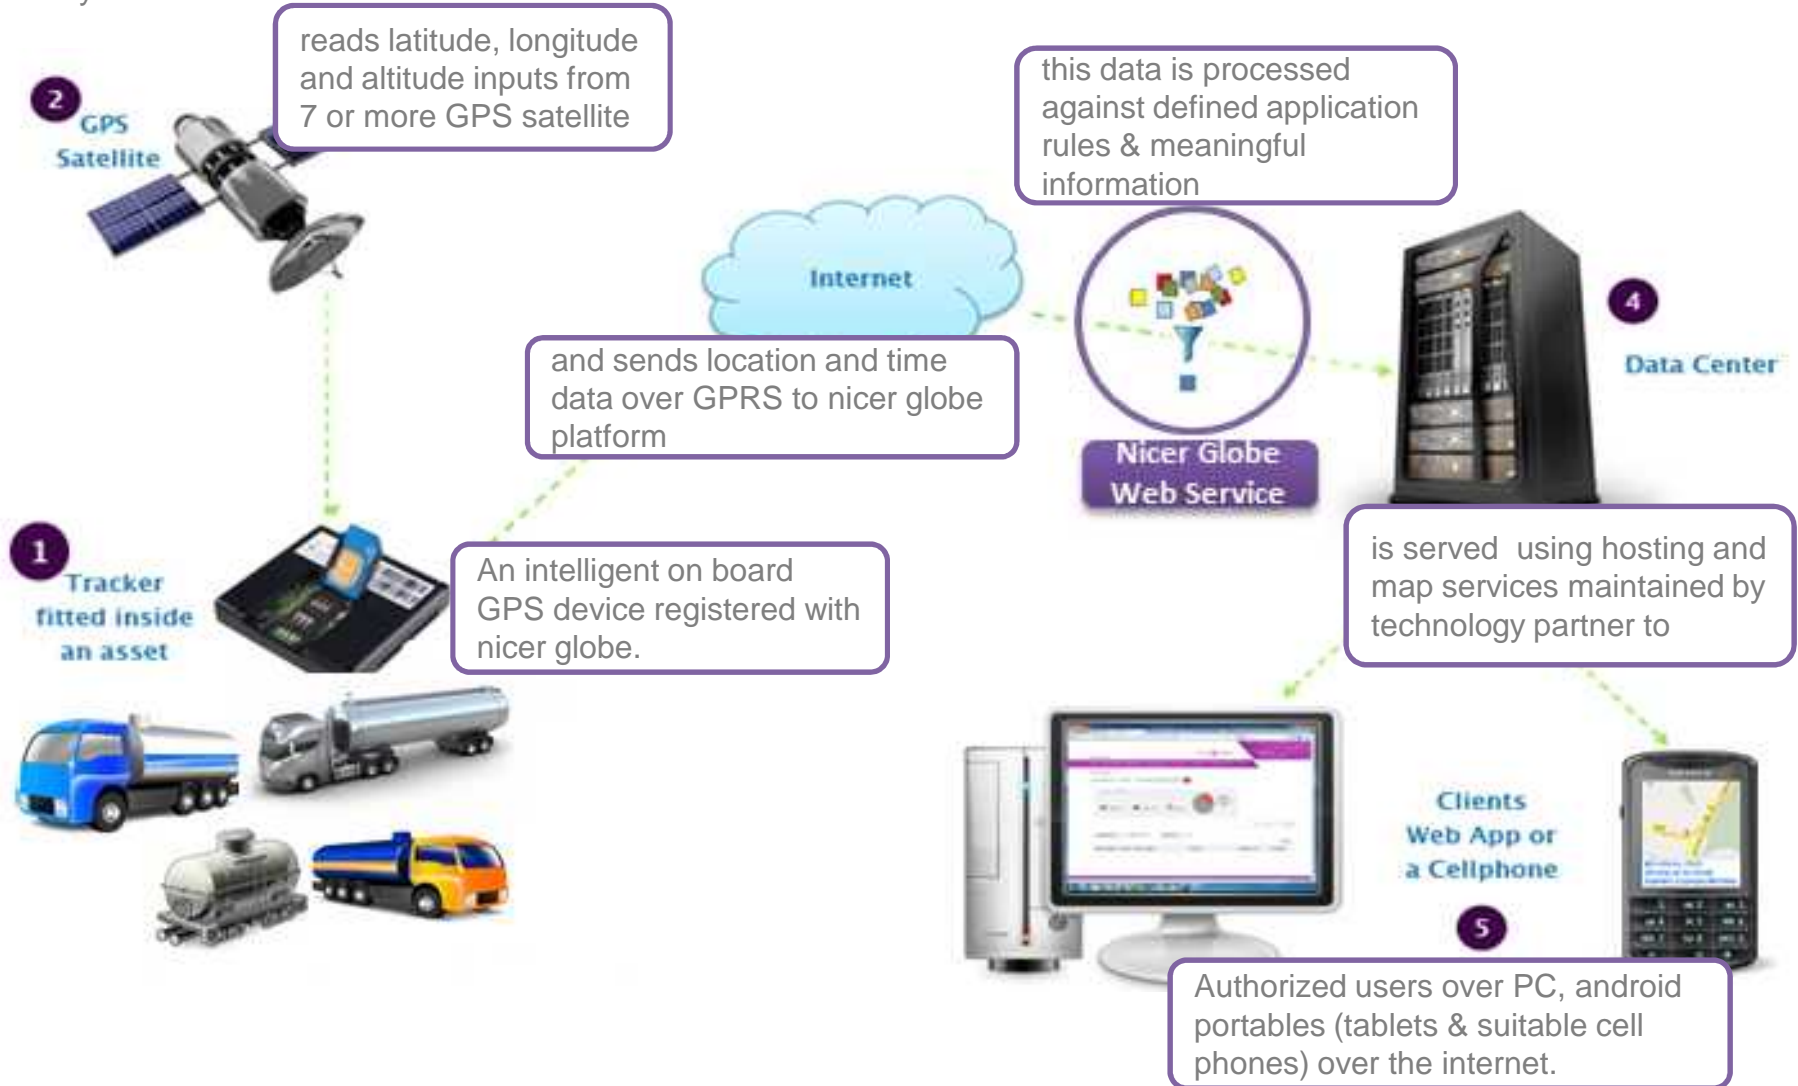 2
GPS
Satellite
reads latitude, longitude
and altitude inputs from
7 or more GPS satellite
this data is processed
against defined application
rules & meaningful
information
Internet
4
Data Center
and sends location and time
data over GPRS to nicer globe
platform
Nicer Globe
Web Service
1
Tracker
fitted inside
an asset
An intelligent on board
GPS device registered with
nicer globe.
is served using hosting and
map services maintained by
technology partner to
Clients
Web App or
a Cellphone
5
Authorized users over PC, android
portables (tablets & suitable cell
phones) over the internet.